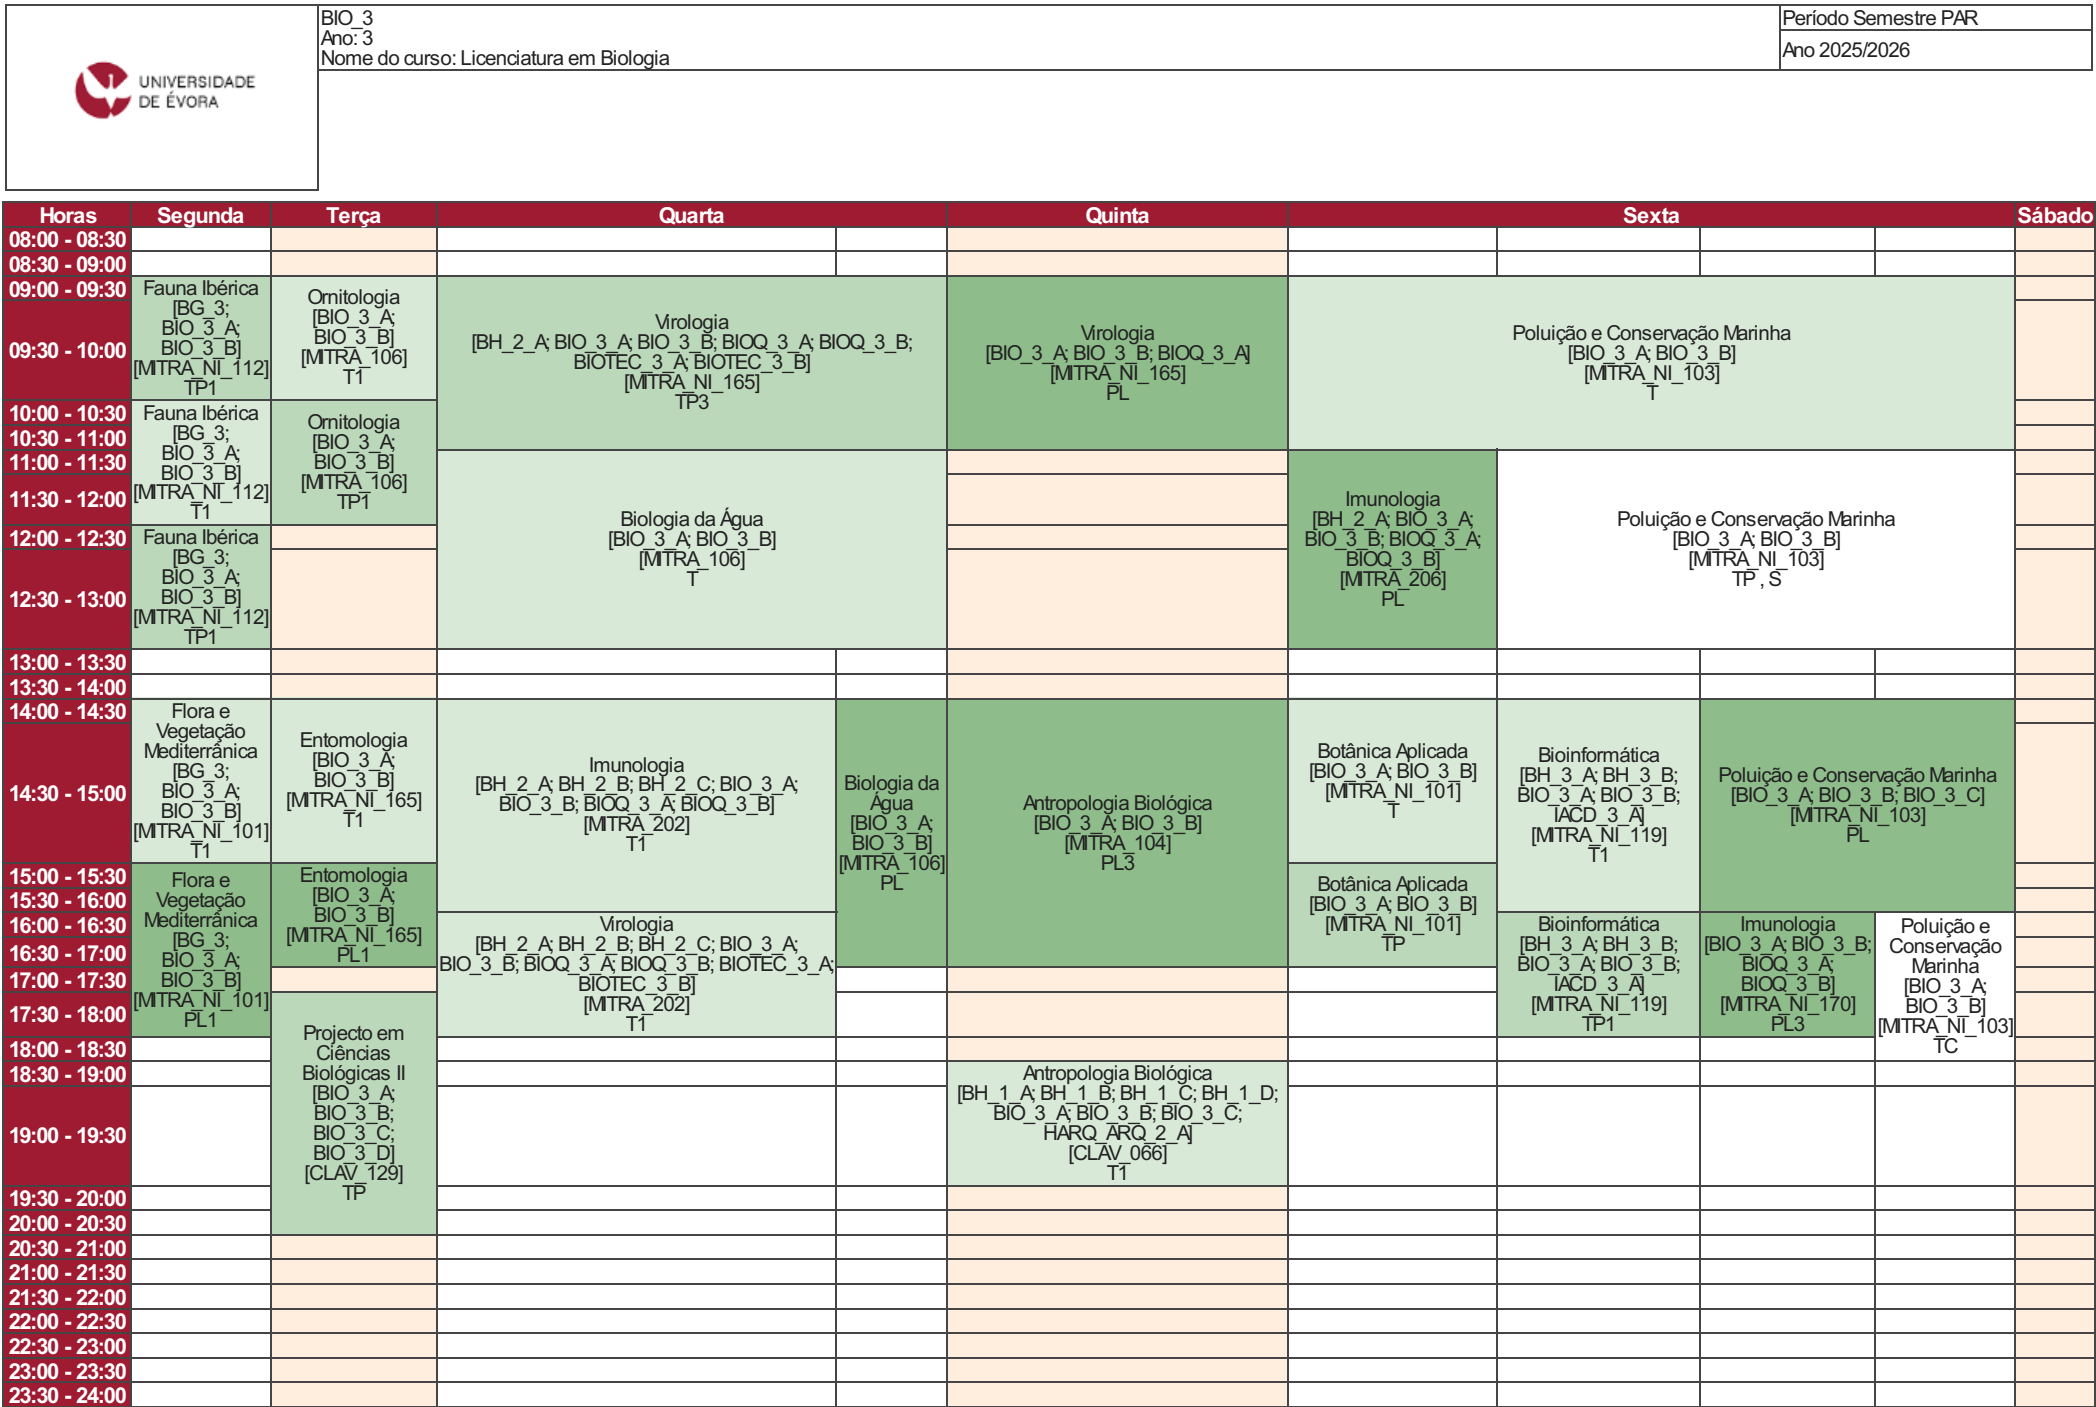 UNIVERSIDADE
DE ÉVORA
BIO_3
Ano: 3
Nome do curso: Licenciatura em Biologia
Período Semestre PAR
Ano 2025/2026
Horas Segunda Terça Quarta Quinta Sexta Sábado
08:00 - 08:30
08:30 - 09:00
09:00 - 09:30
09:30 - 10:00
10:00 - 10:30
10:30 - 11:00
11:00 - 11:30
11:30 - 12:00
12:00 - 12:30
12:30 - 13:00
13:00 - 13:30
13:30 - 14:00
14:00 - 14:30
14:30 - 15:00
15:00 - 15:30
15:30 - 16:00
16:00 - 16:30
16:30 - 17:00
17:00 - 17:30
17:30 - 18:00
18:00 - 18:30
18:30 - 19:00
19:00 - 19:30
19:30 - 20:00
20:00 - 20:30
20:30 - 21:00
21:00 - 21:30
21:30 - 22:00
22:00 - 22:30
22:30 - 23:00
23:00 - 23:30
23:30 - 24:00
Fauna Ibérica
[BG_3;
BIO_3_A;
BIO_3_B]
[MITRA_NI_112]
TP1
Fauna Ibérica
[BG_3;
BIO_3_A;
BIO_3_B]
[MITRA_NI_112]
T1
Fauna Ibérica
[BG_3;
BIO_3_A;
BIO_3_B]
[MITRA_NI_112]
TP1
Flora e
Vegetação
Mediterrânica
[BG_3;
BIO_3_A;
BIO_3_B]
[MITRA_NI_101]
T1
Flora e
Vegetação
Mediterrânica
[BG_3;
BIO_3_A;
BIO_3_B]
[MITRA_NI_101]
PL1
Ornitologia
[BIO_3_A;
BIO_3_B]
[MITRA_106]
T1
Ornitologia
[BIO_3_A;
BIO_3_B]
[MITRA_106]
TP1
Entomologia
[BIO_3_A;
BIO_3_B]
[MITRA_NI_165]
T1
Entomologia
[BIO_3_A;
BIO_3_B]
[MITRA_NI_165]
PL1
Projecto em
Ciências
Biológicas II
[BIO_3_A;
BIO_3_B;
BIO_3_C;
BIO_3_D]
[CLAV_129]
TP
Virologia
[BH_2_A; BIO_3_A; BIO_3_B; BIOQ_3_A; BIOQ_3_B;
BIOTEC_3_A; BIOTEC_3_B]
[MITRA_NI_165]
TP3
Biologia da Água
[BIO_3_A; BIO_3_B]
[MITRA_106]
T
Imunologia
[BH_2_A; BH_2_B; BH_2_C; BIO_3_A;
BIO_3_B; BIOQ_3_A; BIOQ_3_B]
[MITRA_202]
T1
Virologia
[BH_2_A; BH_2_B; BH_2_C; BIO_3_A;
BIO_3_B; BIOQ_3_A; BIOQ_3_B; BIOTEC_3_A;
BIOTEC_3_B]
[MITRA_202]
T1
Biologia da
Água
[BIO_3_A;
BIO_3_B]
[MITRA_106]
PL
Virologia
[BIO_3_A; BIO_3_B; BIOQ_3_A]
[MITRA_NI_165]
PL
Antropologia Biológica
[BIO_3_A; BIO_3_B]
[MITRA_104]
PL3
Antropologia Biológica
[BH_1_A; BH_1_B; BH_1_C; BH_1_D;
BIO_3_A; BIO_3_B; BIO_3_C;
HARQ_ARQ_2_A]
[CLAV_066]
T1
Poluição e Conservação Marinha
[BIO_3_A; BIO_3_B]
[MITRA_NI_103]
T
Imunologia
[BH_2_A; BIO_3_A;
BIO_3_B; BIOQ_3_A;
BIOQ_3_B]
[MITRA_206]
PL
Poluição e Conservação Marinha
[BIO_3_A; BIO_3_B]
[MITRA_NI_103]
TP , S
Botânica Aplicada
[BIO_3_A; BIO_3_B]
[MITRA_NI_101]
T
Botânica Aplicada
[BIO_3_A; BIO_3_B]
[MITRA_NI_101]
TP
Bioinformática
[BH_3_A; BH_3_B;
BIO_3_A; BIO_3_B;
IACD_3_A]
[MITRA_NI_119]
T1
Bioinformática
[BH_3_A; BH_3_B;
BIO_3_A; BIO_3_B;
IACD_3_A]
[MITRA_NI_119]
TP1
Poluição e Conservação Marinha
[BIO_3_A; BIO_3_B; BIO_3_C]
[MITRA_NI_103]
PL
Imunologia
[BIO_3_A; BIO_3_B;
BIOQ_3_A;
BIOQ_3_B]
[MITRA_NI_170]
PL3
Poluição e
Conservação
Marinha
[BIO_3_A;
BIO_3_B]
[MITRA_NI_103]
TC